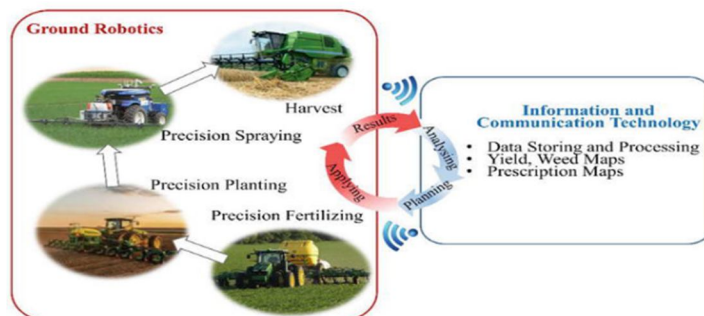 Ground Robotics
Harvest
Precision Spraying
Precision Planting
Precision Fertilizing
Results
Analysing
Planning
Applying
Information and
Communication Technology
• Data Storing and Processing
• Yield, Weed Maps
• Prescription Maps